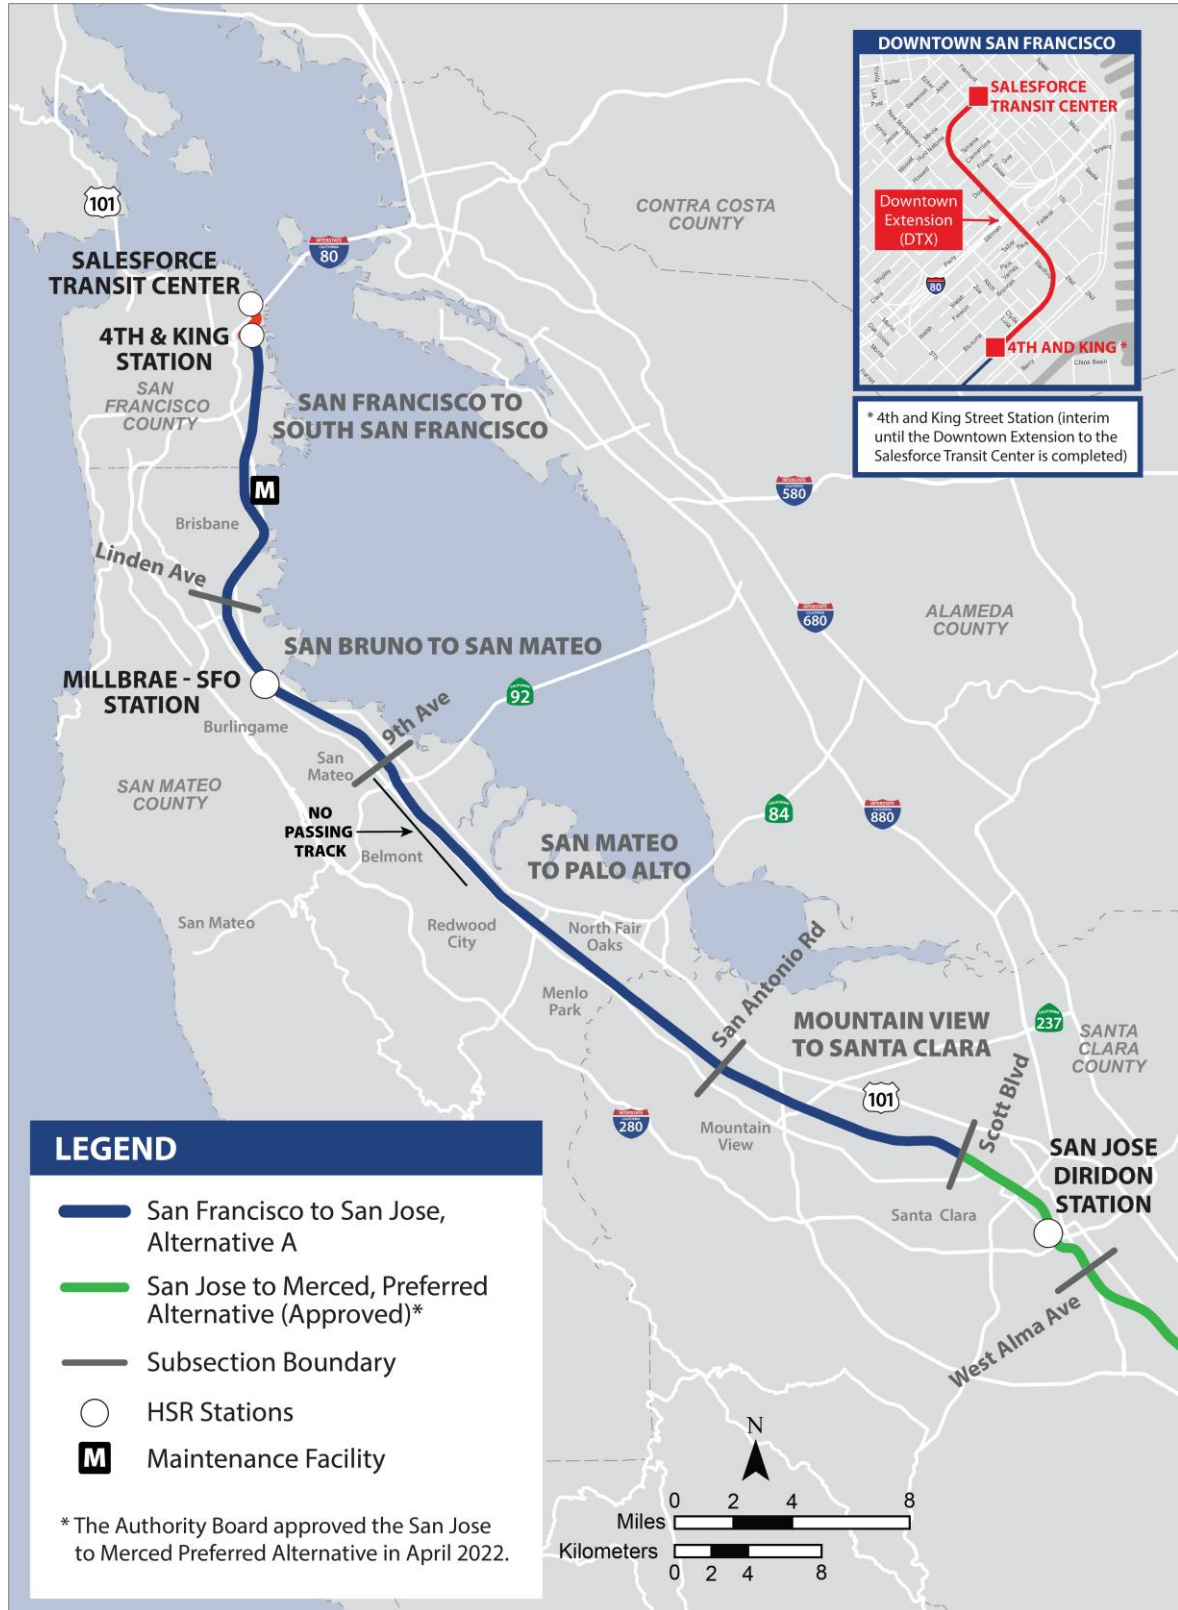 DOWNTOWN SAN FRANCISCO
SALESFORCE
TRANSIT CENTER
Downtown
Extension
(DTX)
80
4TH AND KING *
China Basin
* 4th and King Street Station (interim
until the Downtown Extension to the
Salesforce Transit Center is completed)
CONTRA COSTA
COUNTY
101
INTERSTATE
CALIFORNIA
80
SALESFORCE
TRANSIT CENTER
4TH & KING
STATION
SAN
FRANCISCO
COUNTY
SAN FRANCISCO TO
SOUTH SAN FRANCISCO
M
580
Brisbane
Linden Ave
680
ALAMEDA
COUNTY
SAN BRUNO TO SAN MATEO
MILLBRAE - SFO
STATION
92
Burlingame
9th Ave
San
Mateo
SAN MATEO
COUNTY
NO
PASSING
TRACK
84
880
SAN MATEO
TO PALO ALTO
Belmont
San Mateo
Redwood
City
North Fair
Oaks
Menlo
Park
San Antonio Rd
MOUNTAIN VIEW
TO SANTA CLARA
237
SANTA
CLARA
COUNTY
101
280
Mountain
View
Scott Blvd
SAN JOSE
DIRIDON
STATION
Santa Clara
West Alma Ave
LEGEND
San Francisco to San Jose,
Alternative A
San Jose to Merced, Preferred
Alternative (Approved)*
Subsection Boundary
HSR Stations
M
Maintenance Facility
* The Authority Board approved the San Jose
to Merced Preferred Alternative in April 2022.
N
0 2 4 8
Miles
Kilometers
0 2 4 8